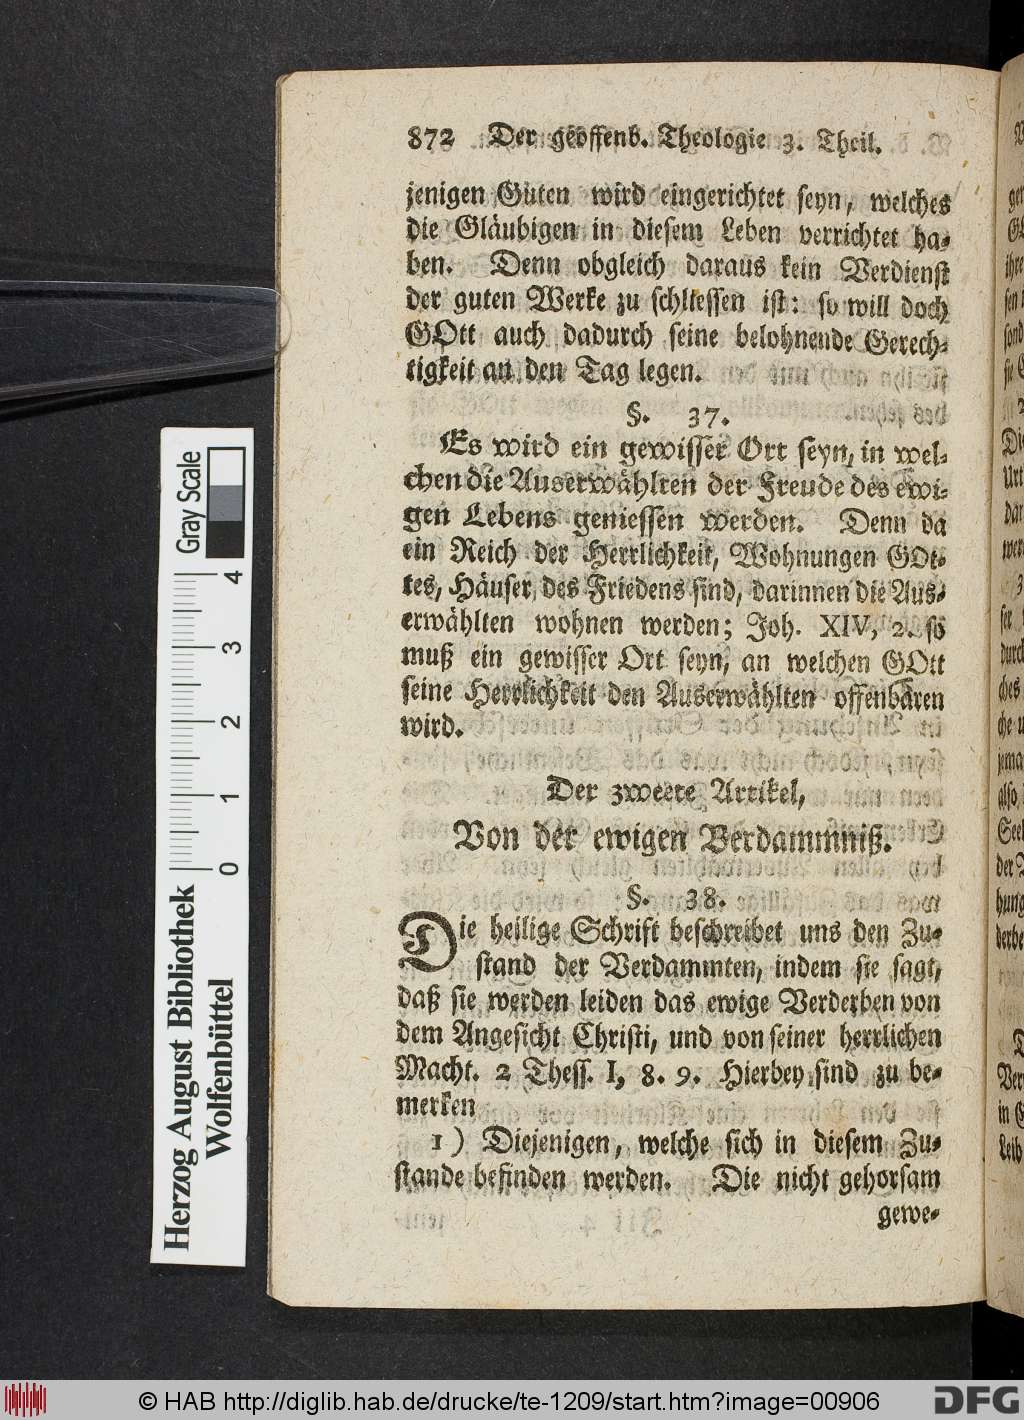 872 Der geoffenb. Theologie 3. Theil.
jenigen Guten wird eingerichtet seyn, welches
die Gläubigen in diesem Leben verrichtet ha-
ben. Denn obgleich daraus kein Verdienst
der guten Werke zu schliessen ist: so will doch
GOtt auch dadurch seine belohnende Gerech-
tigkeit an den Tag legen.
§. 37.
Es wird ein gewisser Ort seyn, in wel-
chen die Auserwählten der Freude des ewi-
gen Lebens geniessen werden. Denn da
ein Reich der Herrlichkeit, Wohnungen GOt-
tes, Häuser des Friedens sind, darinnen die Aus-
erwählten wohnen werden; Joh. XIV, 2. so
muß ein gewisser Ort seyn, an welchen GOtt
seine Herrlichkeit den Auserwählten offenbaren
wird.
Der zweete Artikel,
Von der ewigen Verdammniß.
§. 38.
Die heilige Schrift beschreibet uns den Zu-
stand der Verdammten, indem sie sagt,
daß sie werden leiden das ewige Verderben von
dem Angesicht Christi, und von seiner herrlichen
Macht. 2 Thess. I, 8. 9. Hierbey sind zu be-
merken
1) Diejenigen, welche sich in diesem Zu-
stande befinden werden. Die nicht gehorsam
gewe-
Herzog August Bibliothek
Wolfenbüttel
0 1 2 3 4
Gray Scale
© HAB http://diglib.hab.de/drucke/te-1209/start.htm?image=00906
DFG